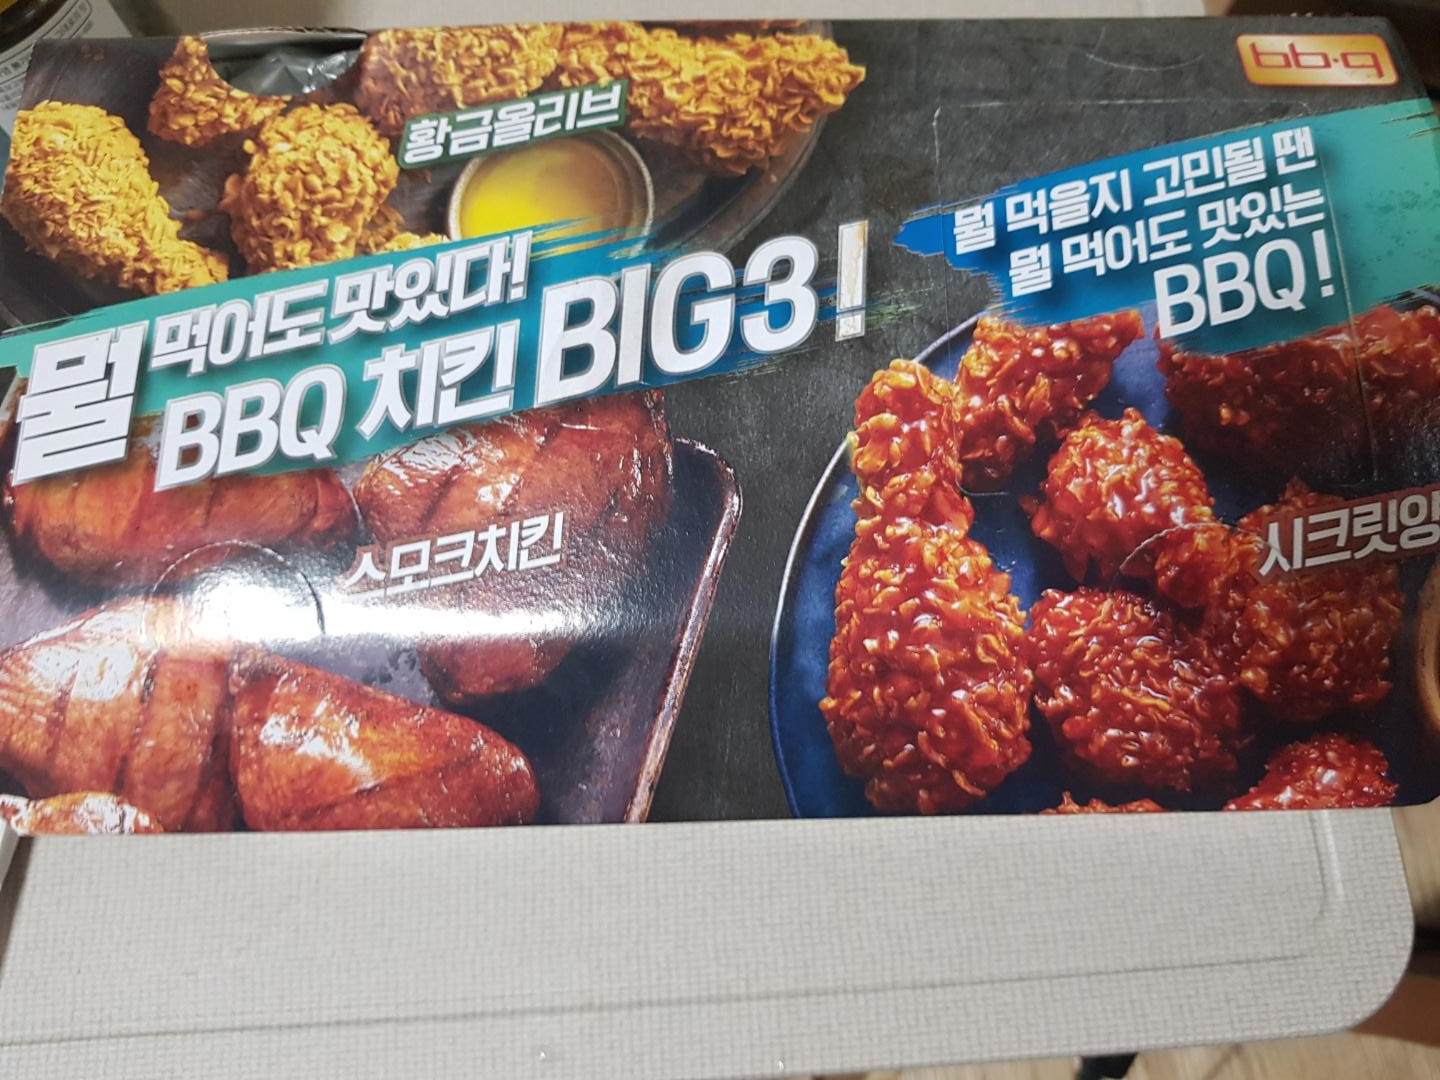 bb.q
황금올리브
뭘 먹을지 고민될 땐
뭘 먹어도 맛있는
BBQ!
뭘 먹어도 맛있다!
BBQ 치킨 BIG3!
스모크치킨
시크릿양